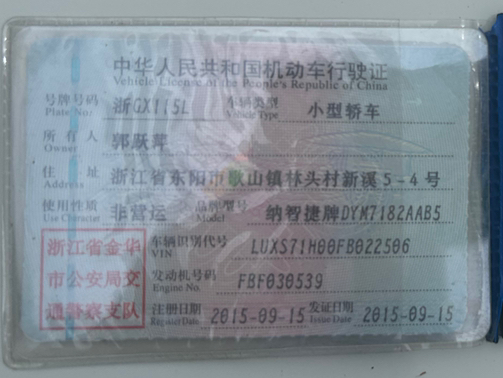 中华人民共和国机动车行驶证
Vehicle License of the People's Republic of China
号牌号码 浙GX115L 车辆类型 小型轿车
Plate No. Vehicle Type
所有人 郭跃萍
Owner
住址 浙江省东阳市歌山镇林头村新溪5-4号
Address
使用性质 非营运 品牌型号 纳智捷牌DYM7182AAB5
Use Character Model
浙江省金华
市公安局交
通警察支队
车辆识别代号 LUXS71H00FB022506
VIN
发动机号码 FBF030539
Engine No.
注册日期 2015-09-15 发证日期 2015-09-15
Register Date Issue Date